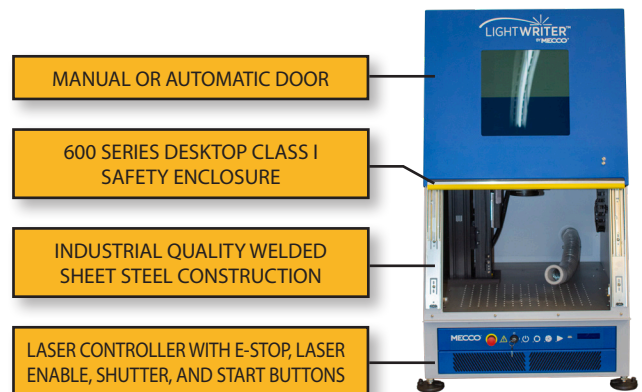 LIGHTWRITER™
BY MECCO®
MANUAL OR AUTOMATIC DOOR
600 SERIES DESKTOP CLASS I
SAFETY ENCLOSURE
INDUSTRIAL QUALITY WELDED
SHEET STEEL CONSTRUCTION
LASER CONTROLLER WITH E-STOP, LASER
ENABLE, SHUTTER, AND START BUTTONS
MECCO